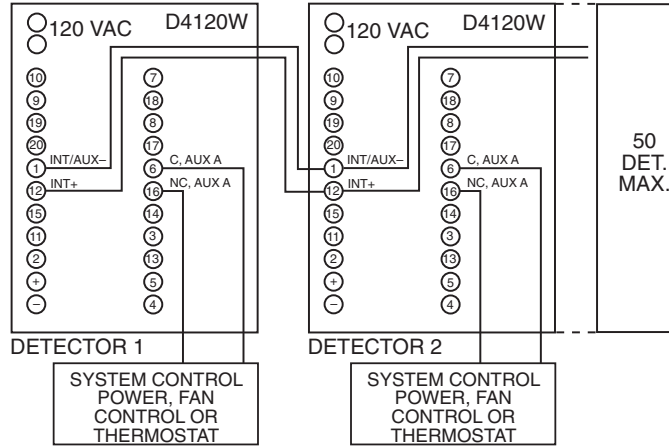 120 VAC D4120W
10 7
9 18
19 8
20 17
1 INT/AUX– 6 C, AUX A
12 INT+ 16 NC, AUX A
15 14
11 3
2 13
+ 5
– 4
DETECTOR 1
SYSTEM CONTROL
POWER, FAN
CONTROL OR
THERMOSTAT
120 VAC D4120W
10 7
9 18
19 8
20 17
1 INT/AUX– 6 C, AUX A
12 INT+ 16 NC, AUX A
15 14
11 3
2 13
+ 5
– 4
DETECTOR 2
SYSTEM CONTROL
POWER, FAN
CONTROL OR
THERMOSTAT
50
DET.
MAX.